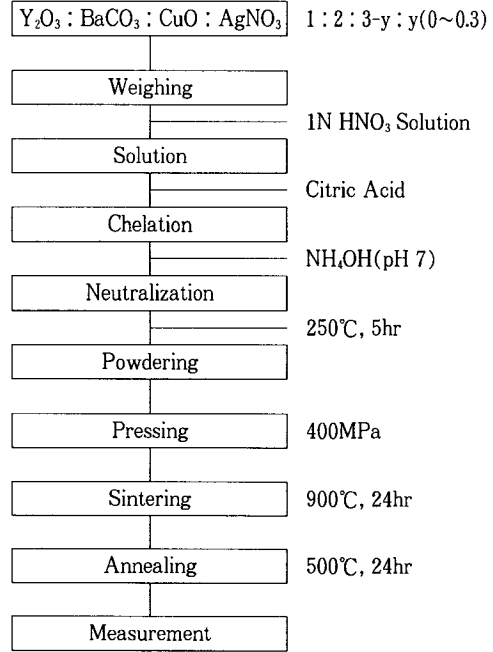 Y₂O₃ : BaCO₃ : CuO : AgNO₃ 1 : 2 : 3-y : y(0~0.3)
Weighing
1N HNO₃ Solution
Solution
Citric Acid
Chelation
NH₄OH(pH 7)
Neutralization
250℃, 5hr
Powdering
Pressing 400MPa
Sintering 900℃, 24hr
Annealing 500℃, 24hr
Measurement